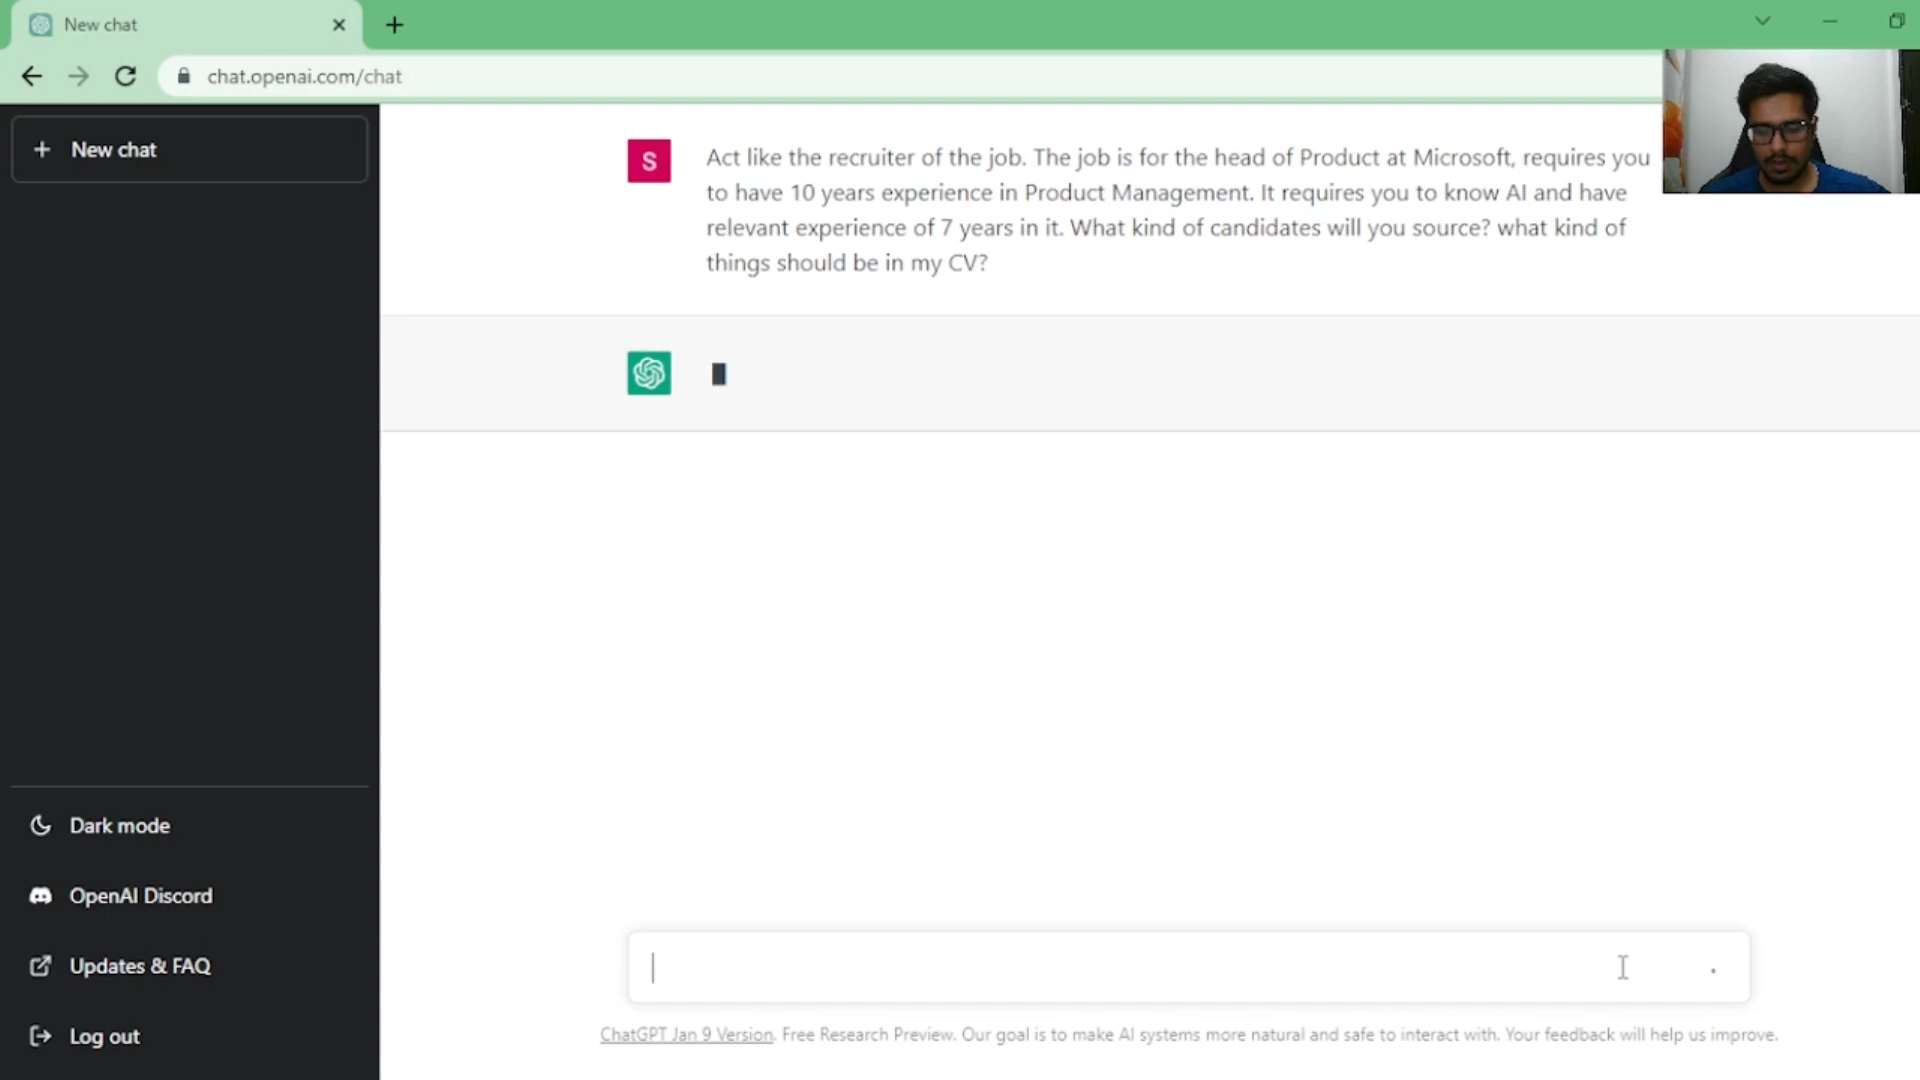 New chat
chat.openai.com/chat
New chat
S
Act like the recruiter of the job. The job is for the head of Product at Microsoft, requires you
to have 10 years experience in Product Management. It requires you to know AI and have
relevant experience of 7 years in it. What kind of candidates will you source? what kind of
things should be in my CV?
Dark mode
OpenAI Discord
Updates & FAQ
Log out
ChatGPT Jan 9 Version. Free Research Preview. Our goal is to make AI systems more natural and safe to interact with. Your feedback will help us improve.